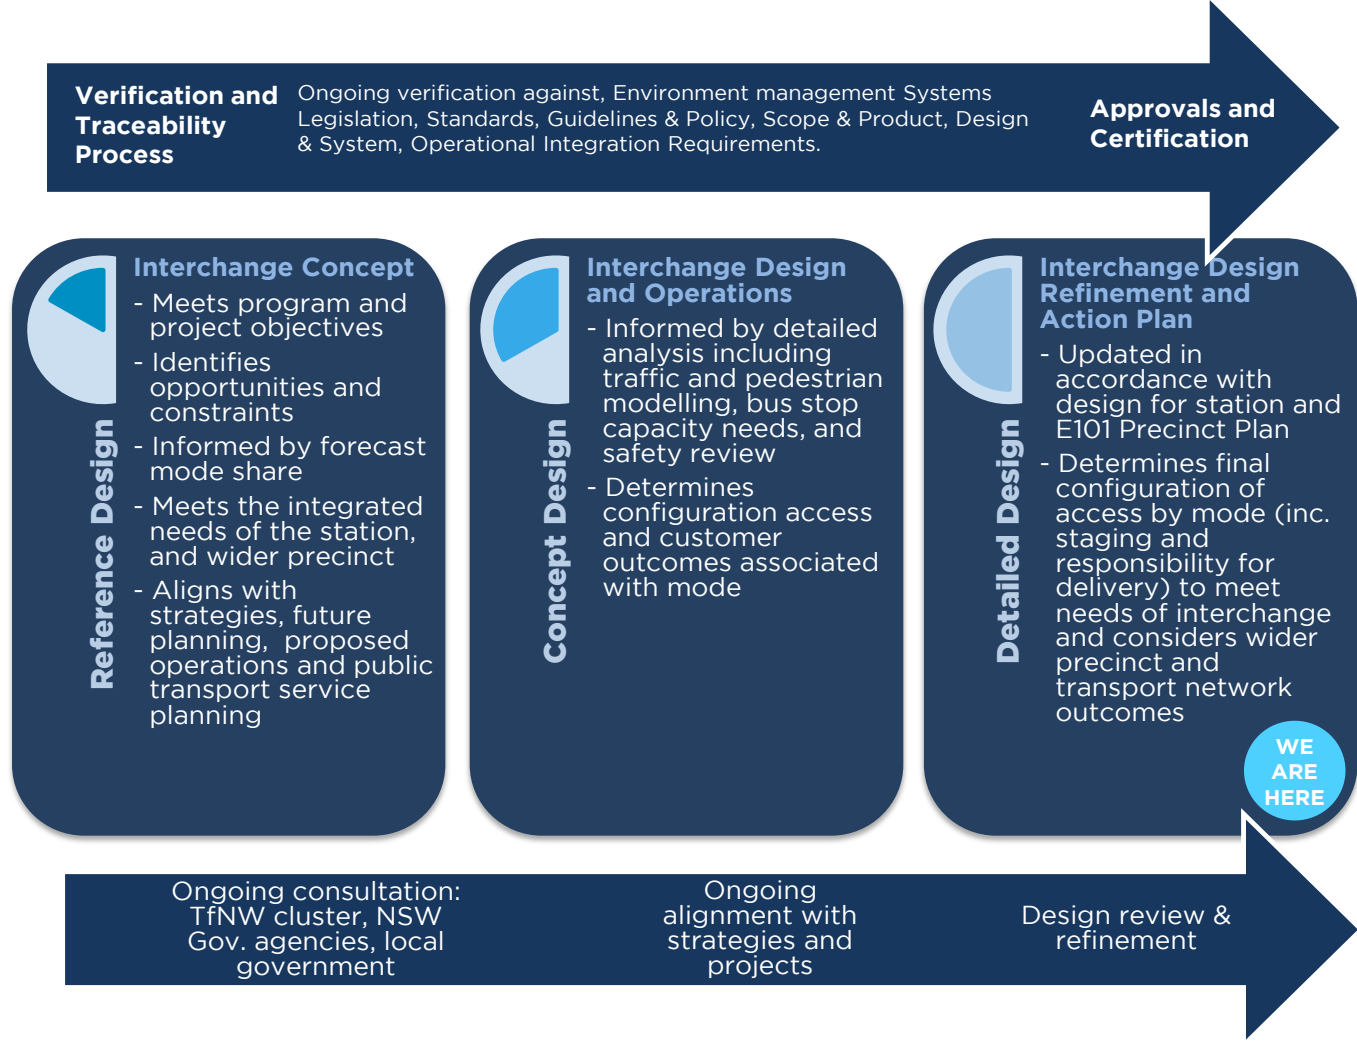 Verification and
Traceability
Process
Ongoing verification against, Environment management Systems
Legislation, Standards, Guidelines & Policy, Scope & Product, Design
& System, Operational Integration Requirements.
Approvals and
Certification
Reference Design
Interchange Concept
- Meets program and
project objectives
- Identifies
opportunities and
constraints
- Informed by forecast
mode share
- Meets the integrated
needs of the station,
and wider precinct
- Aligns with
strategies, future
planning, proposed
operations and public
transport service
planning
Concept Design
Interchange Design
and Operations
- Informed by detailed
analysis including
traffic and pedestrian
modelling, bus stop
capacity needs, and
safety review
- Determines
configuration access
and customer
outcomes associated
with mode
Detailed Design
Interchange Design
Refinement and
Action Plan
- Updated in
accordance with
design for station and
E101 Precinct Plan
- Determines final
configuration of
access by mode (inc.
staging and
responsibility for
delivery) to meet
needs of interchange
and considers wider
precinct and
transport network
outcomes
WE
ARE
HERE
Ongoing consultation:
TfNW cluster, NSW
Gov. agencies, local
government
Ongoing
alignment with
strategies and
projects
Design review &
refinement